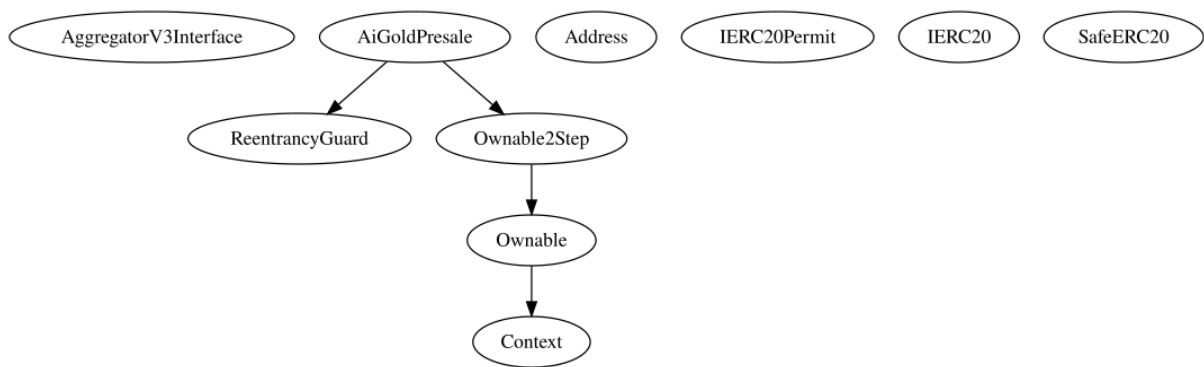 AggregatorV3Interface
AiGoldPresale
Address
IERC20Permit
IERC20
SafeERC20
ReentrancyGuard
Ownable2Step
Ownable
Context